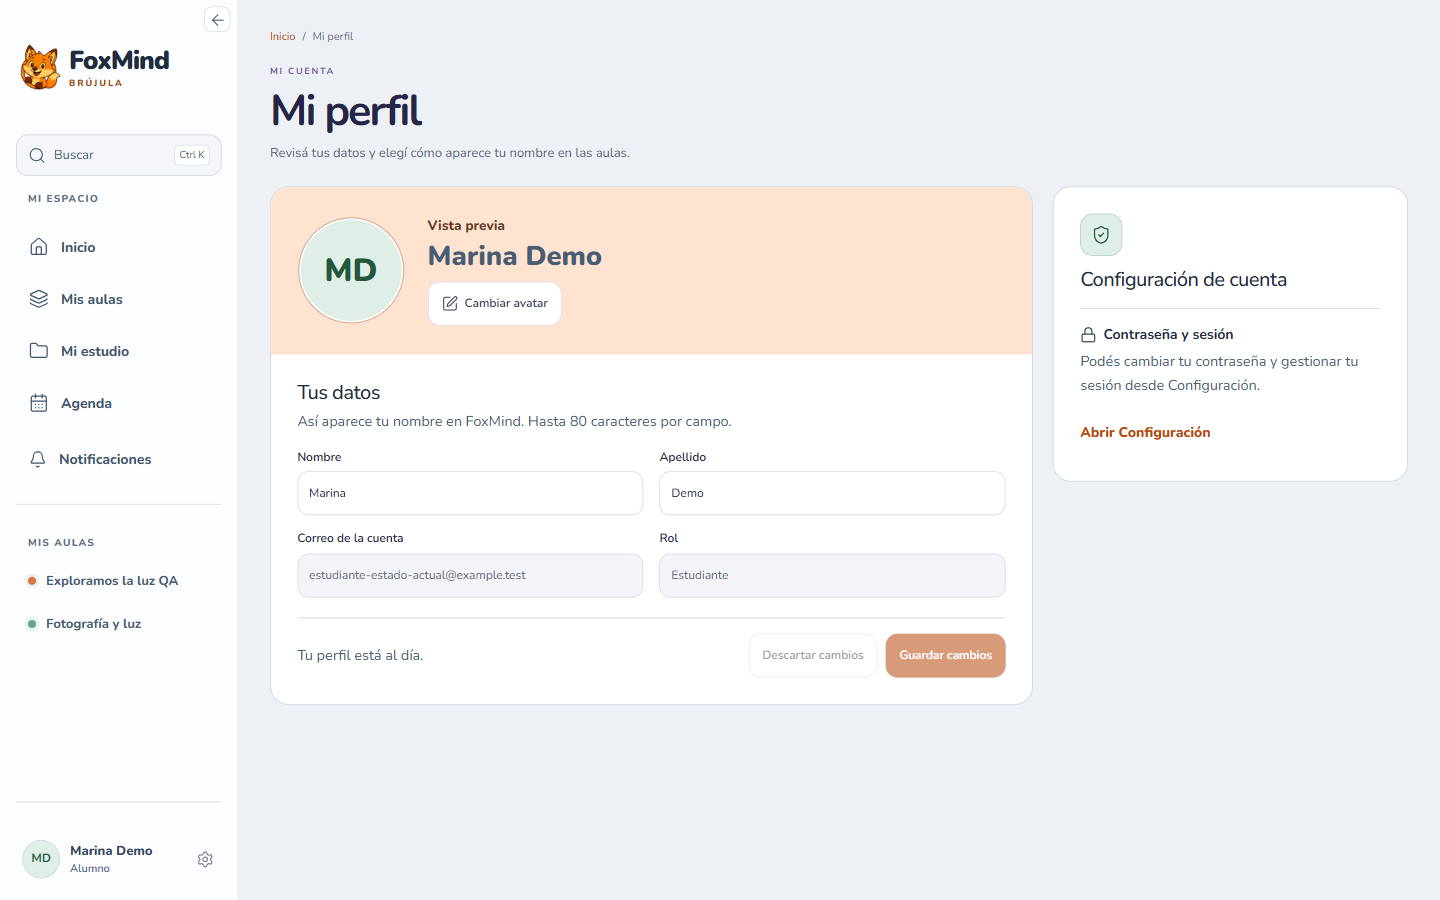 FoxMind
BRÚJULA
Buscar
Ctrl K
MI ESPACIO
Inicio
Mis aulas
Mi estudio
Agenda
Notificaciones
MIS AULAS
Exploramos la luz QA
Fotografía y luz
MD
Marina Demo
Alumno
Inicio / Mi perfil
MI CUENTA
Mi perfil
Revisá tus datos y elegí cómo aparece tu nombre en las aulas.
MD
Vista previa
Marina Demo
Cambiar avatar
Tus datos
Así aparece tu nombre en FoxMind. Hasta 80 caracteres por campo.
Nombre
Apellido
Marina
Demo
Correo de la cuenta
Rol
estudiante-estado-actual@example.test
Estudiante
Tu perfil está al día.
Descartar cambios
Guardar cambios
Configuración de cuenta
Contraseña y sesión
Podés cambiar tu contraseña y gestionar tu
sesión desde Configuración.
Abrir Configuración